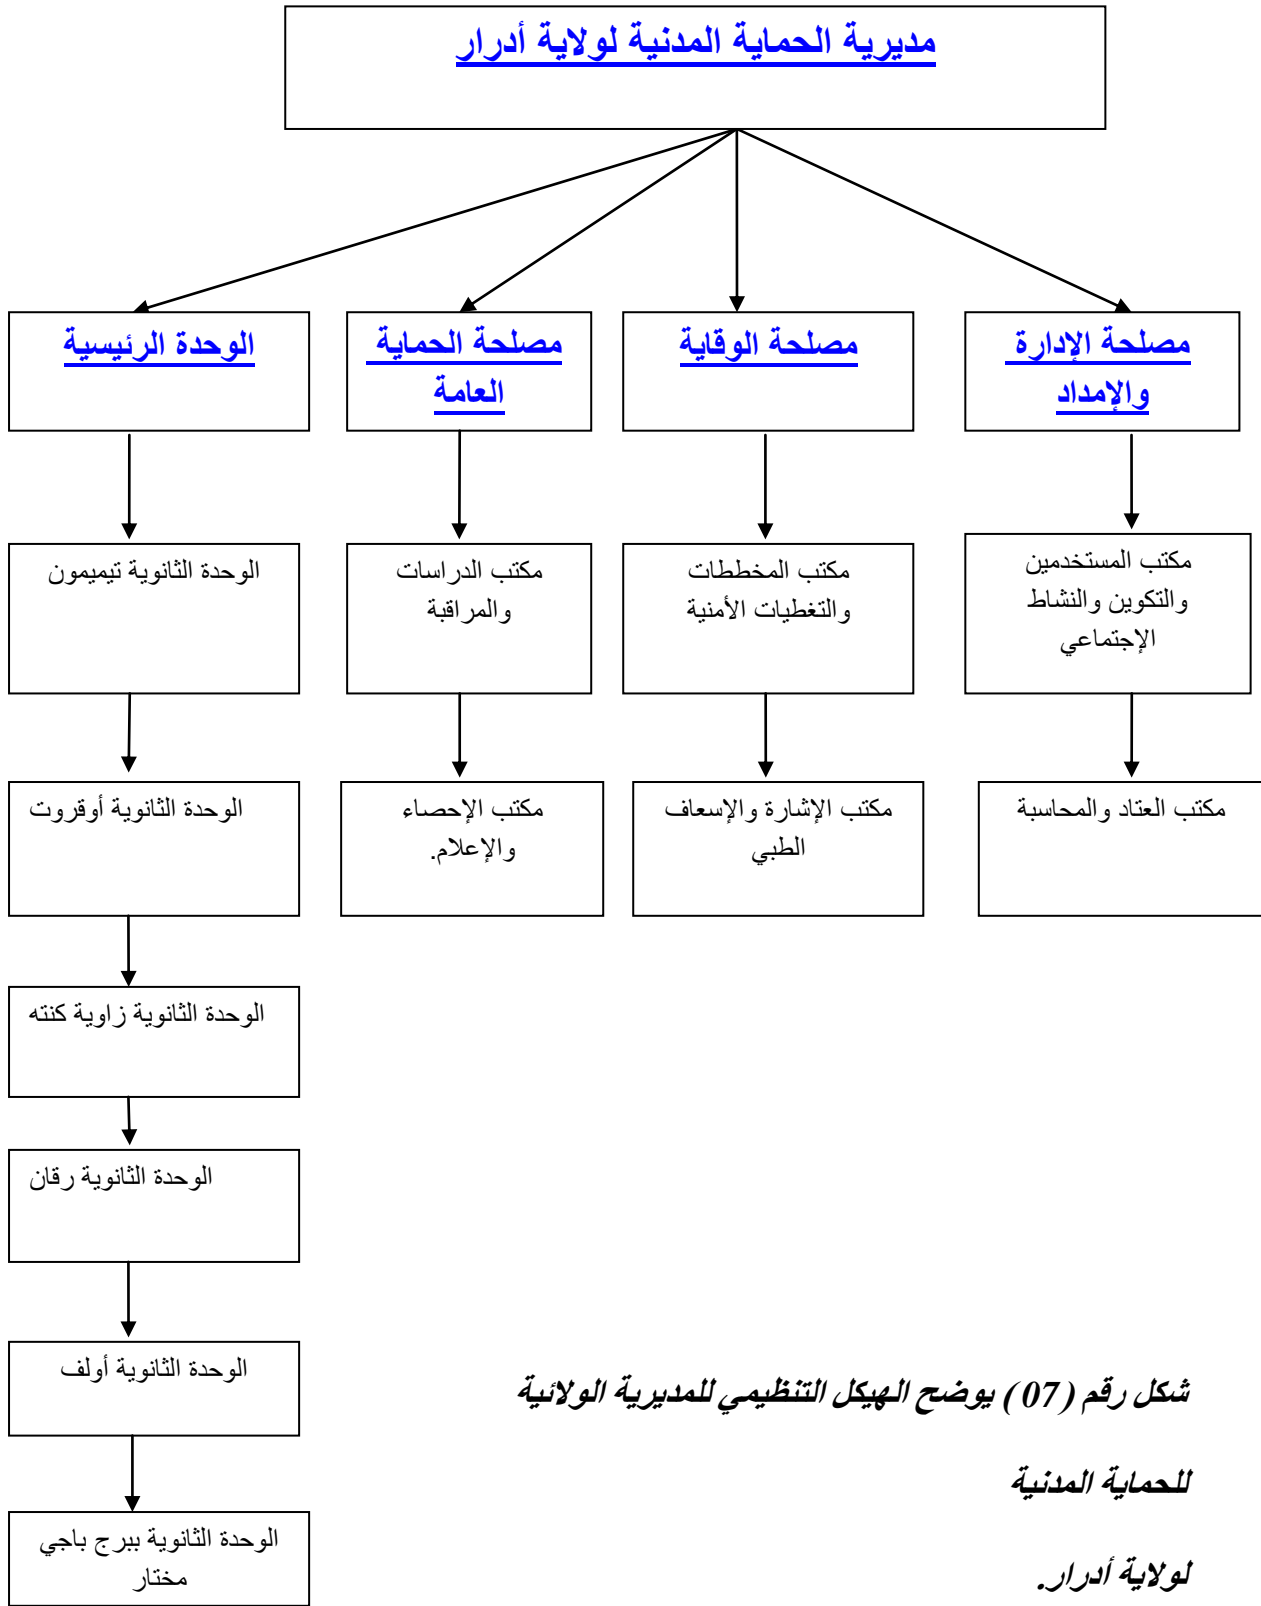 مديرية الحماية المدنية لولاية أدرار
مصلحة الإدارة
والإمداد
مصلحة الوقاية
مصلحة الحماية
العامة
الوحدة الرئيسية
مكتب المستخدمين
والتكوين والنشاط
الإجتماعي
مكتب المخططات
والتغطيات الأمنية
مكتب الدراسات
والمراقبة
الوحدة الثانوية تيميمون
مكتب العتاد والمحاسبة
مكتب الإشارة والإسعاف
الطبي
مكتب الإحصاء
والإعلام.
الوحدة الثانوية أوقروت
الوحدة الثانوية زاوية كنته
الوحدة الثانوية رقان
الوحدة الثانوية أولف
الوحدة الثانوية ببرج باجي
مختار
شكل رقم (07) يوضح الهيكل التنظيمي للمديرية الولائية
للحماية المدنية
لولاية أدرار.